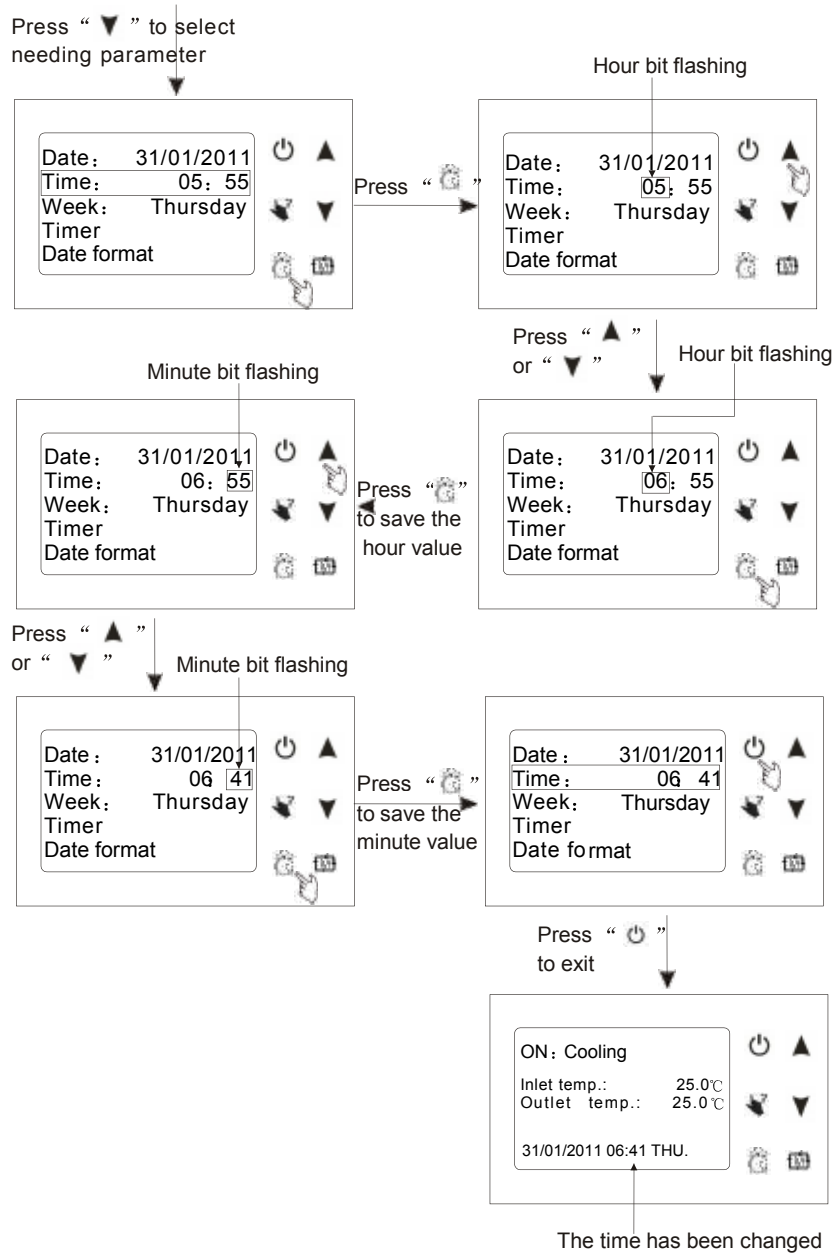 Press “ ▼ ” to select
needing parameter
Date： 31/01/2011
Time： 05：55
Week： Thursday
Timer
Date format
Press “ ”
Hour bit flashing
Date： 31/01/2011
Time： 05：55
Week： Thursday
Timer
Date format
Press “ ▲ ”
or “ ▼ ”
Hour bit flashing
Date： 31/01/2011
Time： 06：55
Week： Thursday
Timer
Date format
Press “ ”
to save the
hour value
Minute bit flashing
Date： 31/01/2011
Time： 06：55
Week： Thursday
Timer
Date format
Press “ ▲ ”
or “ ▼ ”
Minute bit flashing
Date： 31/01/2011
Time： 06：41
Week： Thursday
Timer
Date format
Press “ ”
to save the
minute value
Date： 31/01/2011
Time： 06：41
Week： Thursday
Timer
Date format
Press “ ⏻ ”
to exit
ON：Cooling
Inlet temp.: 25.0℃
Outlet temp.: 25.0℃
31/01/2011 06:41 THU.
The time has been changed